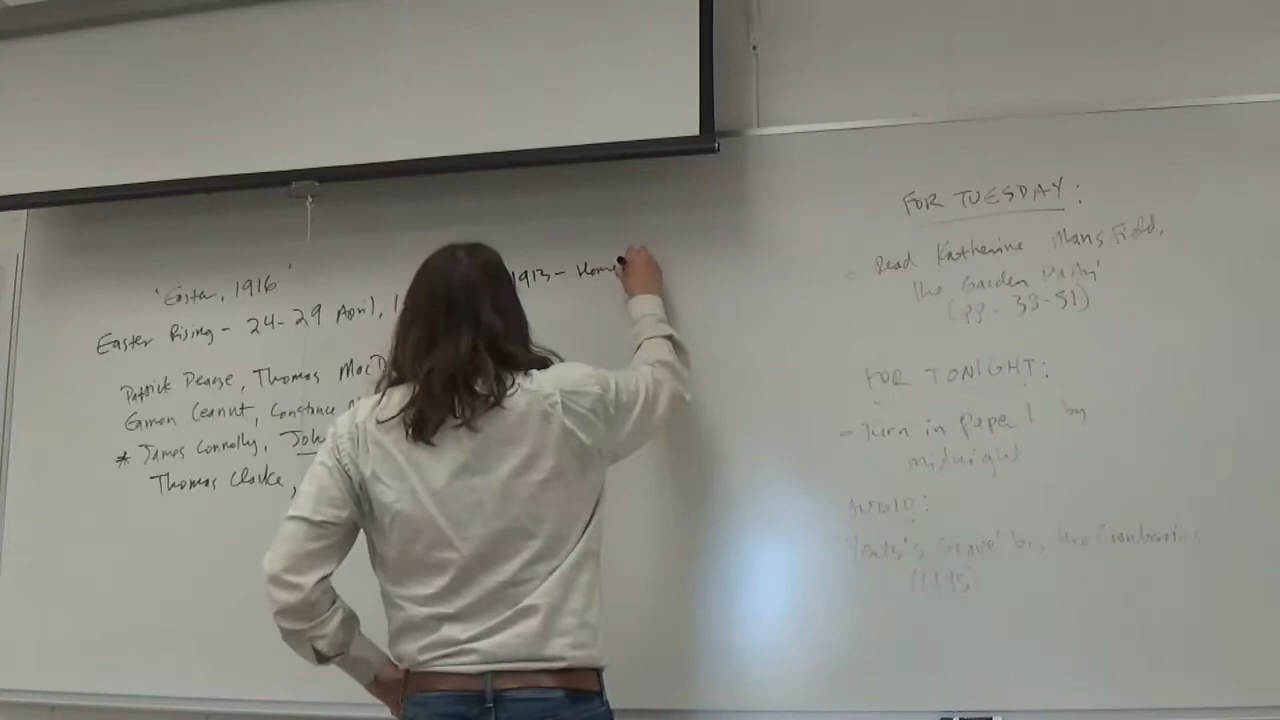 'Easter, 1916'
Easter Rising - 24-29 April, 1
Patrick Pearse, Thomas MacD
Eamon Ceannt, Constance
* James Connolly, Joh
Thomas Clarke,
1913 - Home
FOR TUESDAY:
- Read Katherine Mansfield,
'The Garden Party'
(pp. 33-51)
FOR TONIGHT:
- Turn in Paper 1 by
midnight
AUDIO:
'Yeats's Grave' by the Cranberries